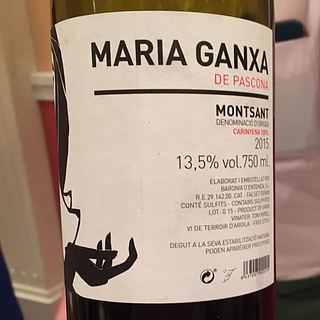 MARIA GANXA
DE PASCONA
MONTSANT
DENOMINACIÓ D'ORIGEN
CARINYENA 100%
2015
13,5% vol. 750 ml.
ELABORAT I EMBOTELLAT PER
BARONIA D'ENTENÇA, S.L.
R.E. 29.142.00. CAT - FALSET (SPAIN)
CONTÉ SULFITS - CONTAINS SULPHITES
LOT: G 15 - PRODUCT OF SPAIN
VINATER: TONI RIPOLL
VI DE TERROIR D'ARGILA - FREE STYLE
DEGUT A LA SEVA ESTABILITZACIÓ NATURAL
PODEN APARÈIXER PRECIPITATS